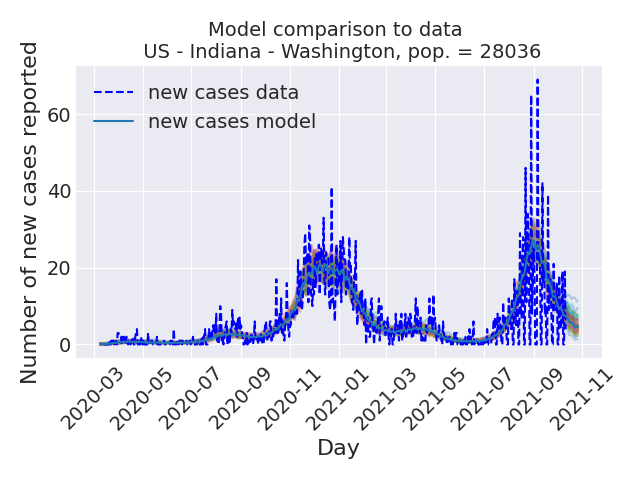 Model comparison to data
US - Indiana - Washington, pop. = 28036
Number of new cases reported
new cases data
new cases model
60
40
20
0
2020-03
2020-05
2020-07
2020-09
2020-11
2021-01
2021-03
2021-05
2021-07
2021-09
2021-11
Day